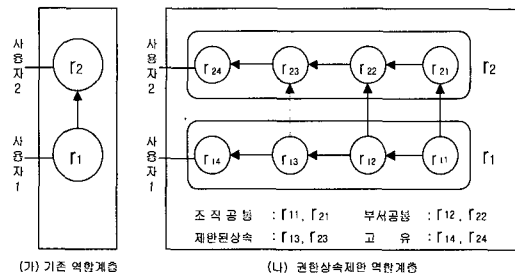 사용자2
r2
사용자1
r1
사용자2
r24 r23 r22 r21 r2
사용자1
r14 r13 r12 r11 r1
조직공통 : r11, r21 부서공통 : r12, r22
제한된상속 : r13, r23 고유 : r14, r24
(가) 기존 역할계층 (나) 권한상속제한 역할계층